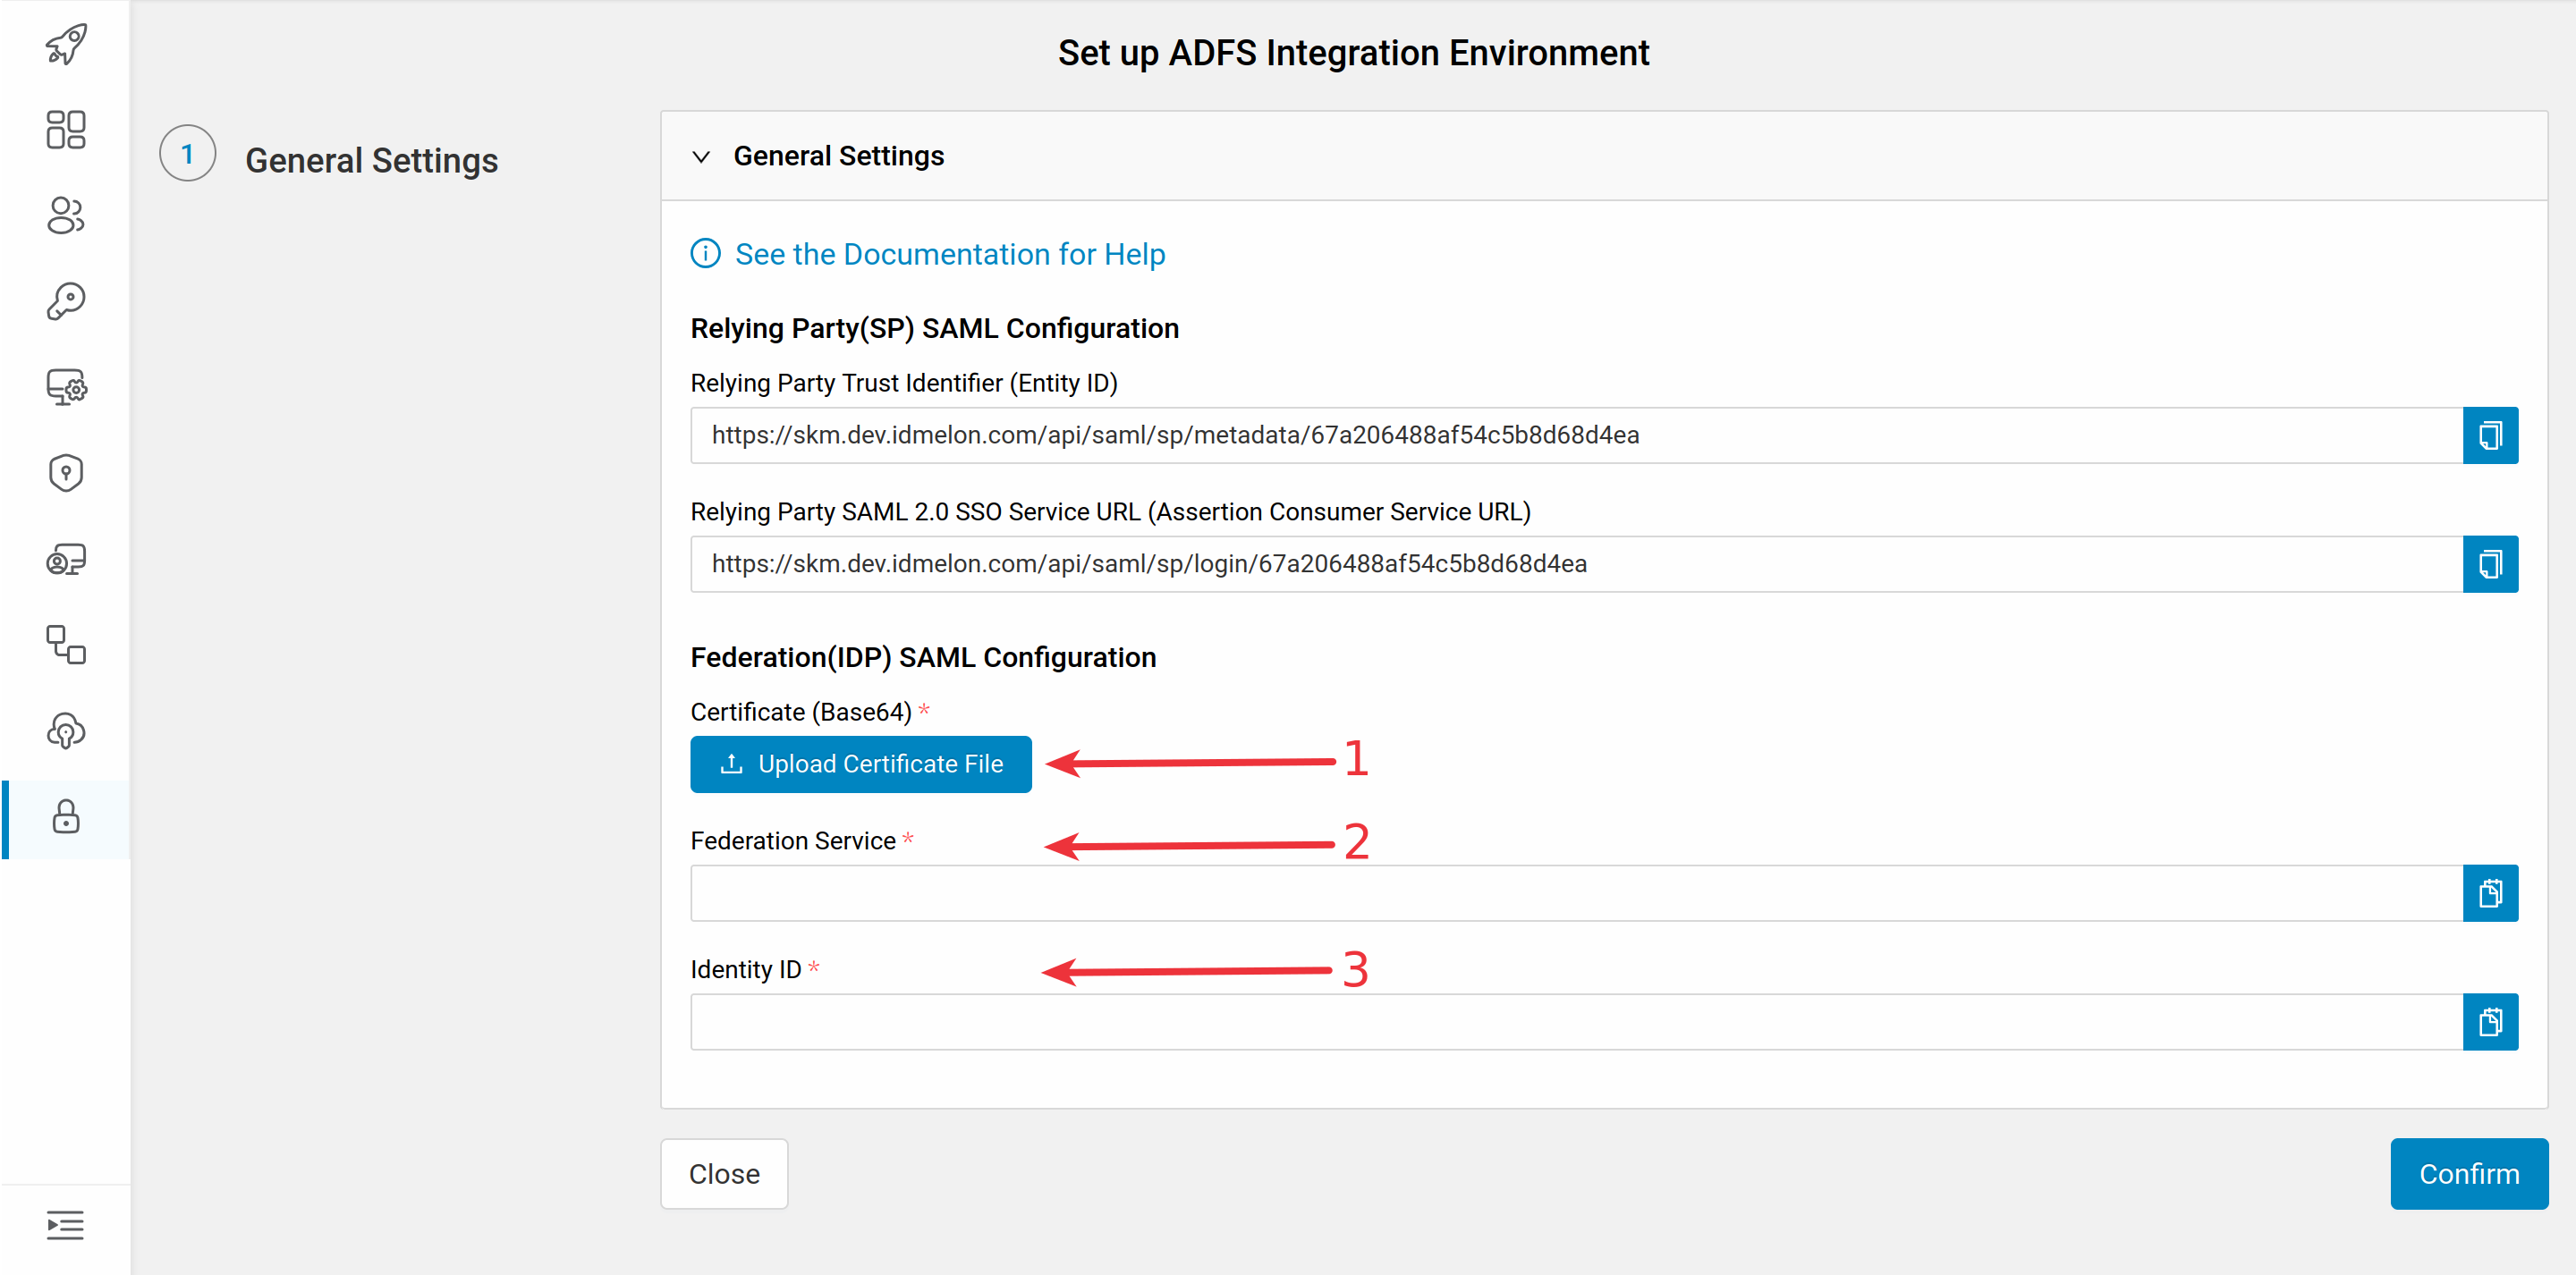 Set up ADFS Integration Environment
1
General Settings
General Settings
See the Documentation for Help
Relying Party(SP) SAML Configuration
Relying Party Trust Identifier (Entity ID)
https://skm.dev.idmelon.com/api/saml/sp/metadata/67a206488af54c5b8d68d4ea
Relying Party SAML 2.0 SSO Service URL (Assertion Consumer Service URL)
https://skm.dev.idmelon.com/api/saml/sp/login/67a206488af54c5b8d68d4ea
Federation(IDP) SAML Configuration
Certificate (Base64) *
Upload Certificate File
1
Federation Service *
2
Identity ID *
3
Close
Confirm